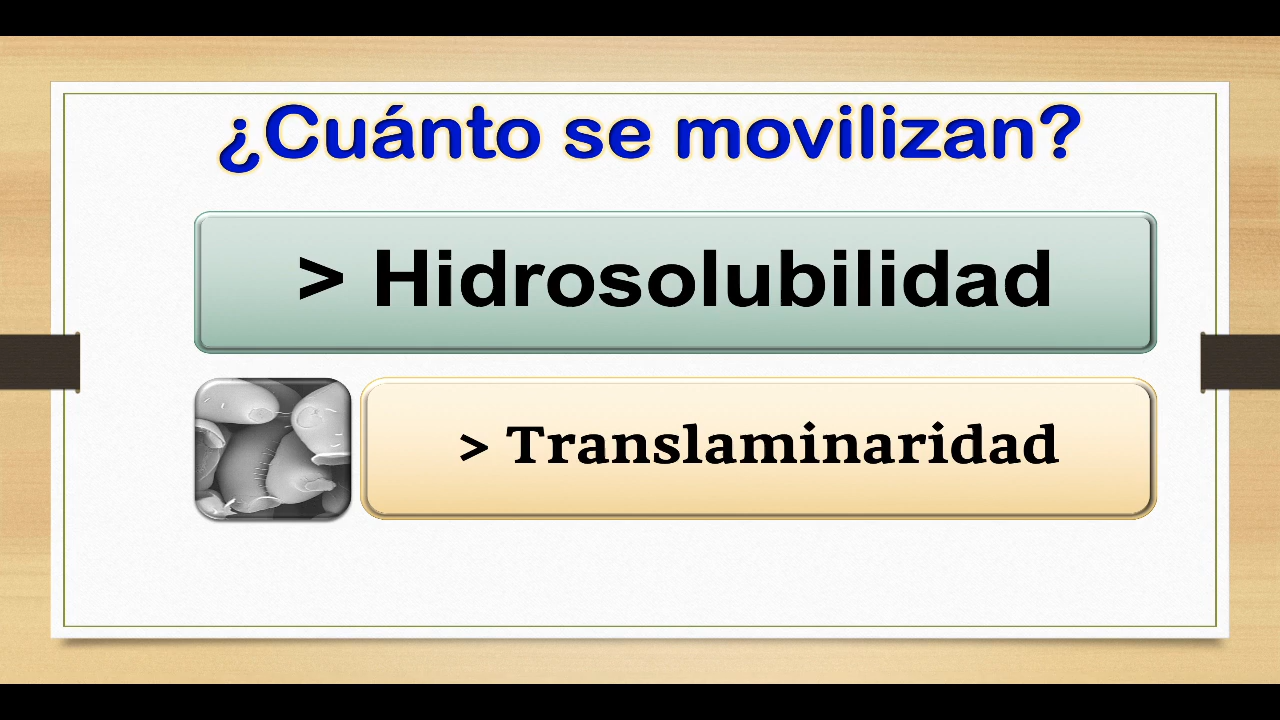 ¿Cuánto se movilizan?
> Hidrosolubilidad
> Translaminaridad